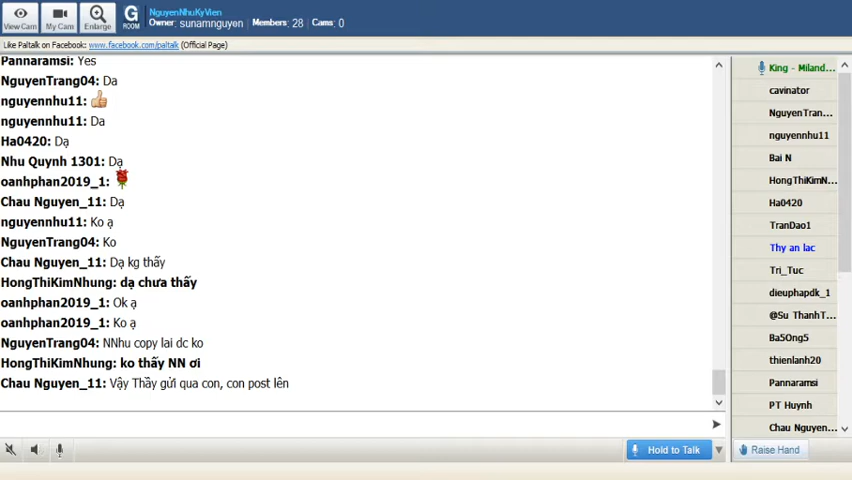 NguyenNhuKyVien
Owner: sunamnguyen Members: 28 Cams: 0
View Cam
My Cam
Enlarge
G
ROOM
Like Paltalk on Facebook: www.facebook.com/paltalk (Official Page)
Pannaramsi: Yes
NguyenTrang04: Da
nguyennhu11:
nguyennhu11: Da
Ha0420: Dạ
Nhu Quynh 1301: Dạ
oanhphan2019_1:
Chau Nguyen_11: Dạ
nguyennhu11: Ko ạ
NguyenTrang04: Ko
Chau Nguyen_11: Dạ kg thấy
HongThiKimNhung: dạ chưa thấy
oanhphan2019_1: Ok ạ
oanhphan2019_1: Ko ạ
NguyenTrang04: NNhu copy lai dc ko
HongThiKimNhung: ko thấy NN ơi
Chau Nguyen_11: Vậy Thầy gửi qua con, con post lên
King - Miland...
cavinator
NguyenTran...
nguyennhu11
Bai N
HongThiKimN...
Ha0420
TranDao1
Thy an lac
Tri_Tuc
dieuphapdk_1
@Su ThanhT...
Ba5Ong5
thienlanh20
Pannaramsi
PT Huynh
Chau Nguyen...
Hold to Talk
Raise Hand